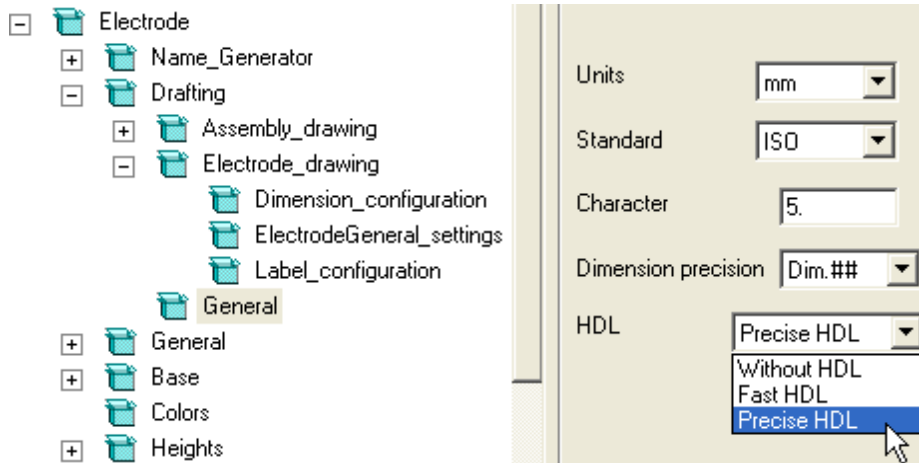 Electrode
Name_Generator
Drafting
Assembly_drawing
Electrode_drawing
Dimension_configuration
ElectrodeGeneral_settings
Label_configuration
General
General
Base
Colors
Heights
Units mm
Standard ISO
Character 5.
Dimension precision Dim.##
HDL Precise HDL
Without HDL
Fast HDL
Precise HDL